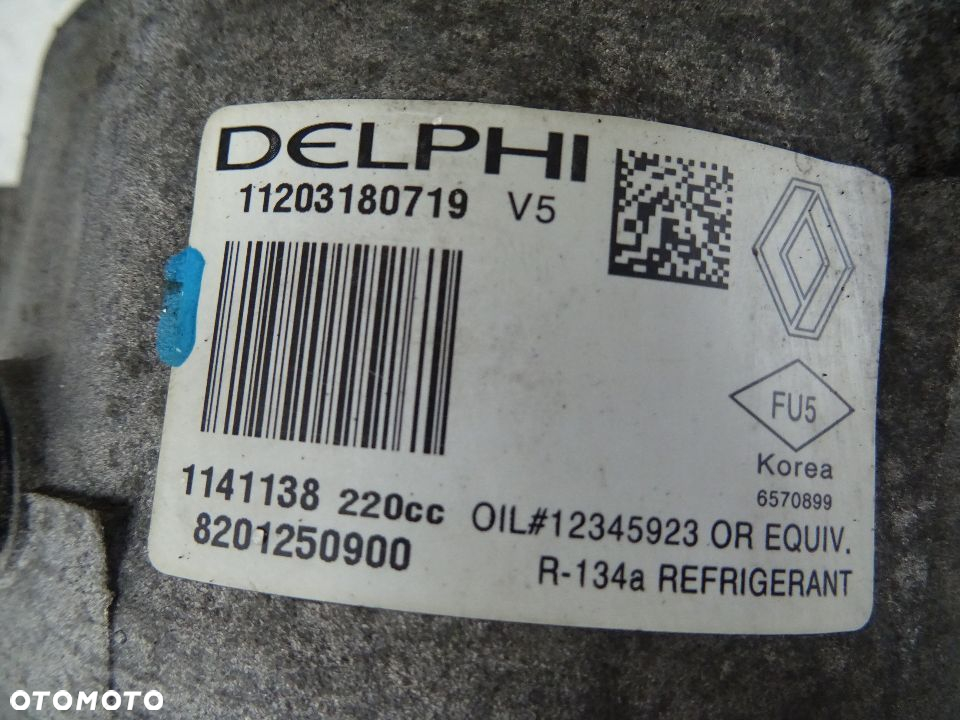 DELPHI
11203180719 V5
FU5
Korea
6570899
1141138 220cc OIL#12345923 OR EQUIV.
8201250900 R-134a REFRIGERANT
OTOMOTO